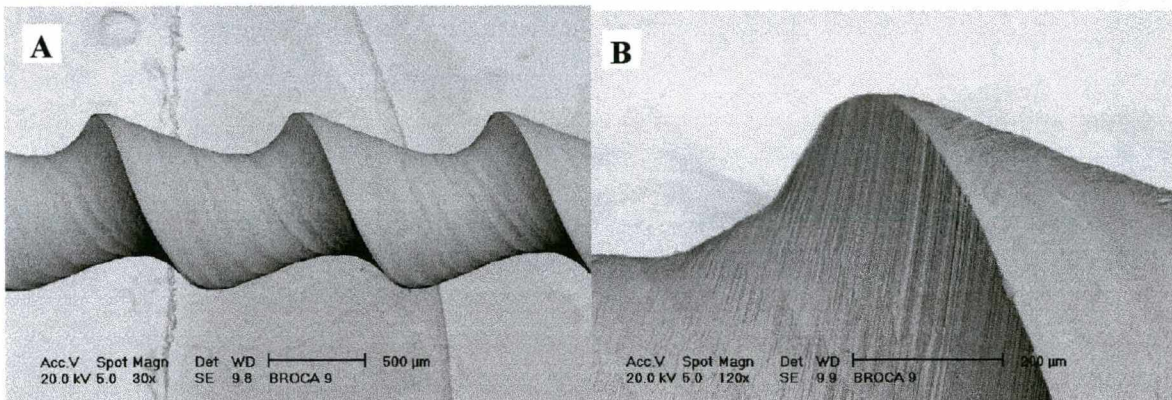 A
Acc.V Spot Magn Det WD 500 µm
20.0 kV 5.0 30x SE 9.8 BROCA 9
B
Acc.V Spot Magn Det WD 200 µm
20.0 kV 5.0 120x SE 9.9 BROCA 9